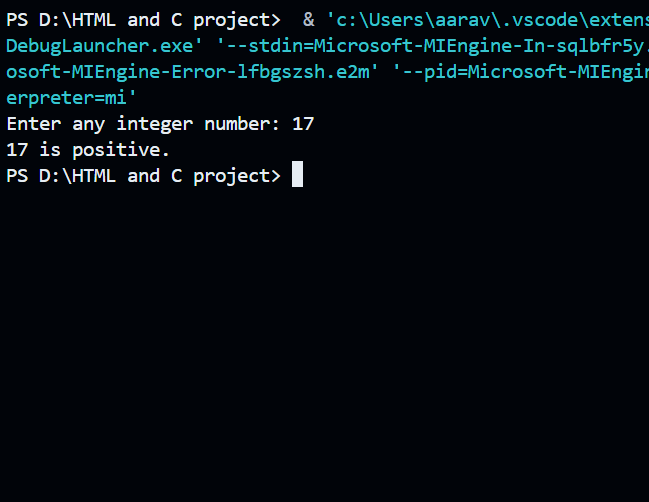 PS D:\HTML and C project>  & 'c:\Users\aarav\.vscode\extens
DebugLauncher.exe' '--stdin=Microsoft-MIEngine-In-sqlbfr5y.
osoft-MIEngine-Error-lfbgszsh.e2m' '--pid=Microsoft-MIEngin
erpreter=mi'
Enter any integer number: 17
17 is positive.
PS D:\HTML and C project>